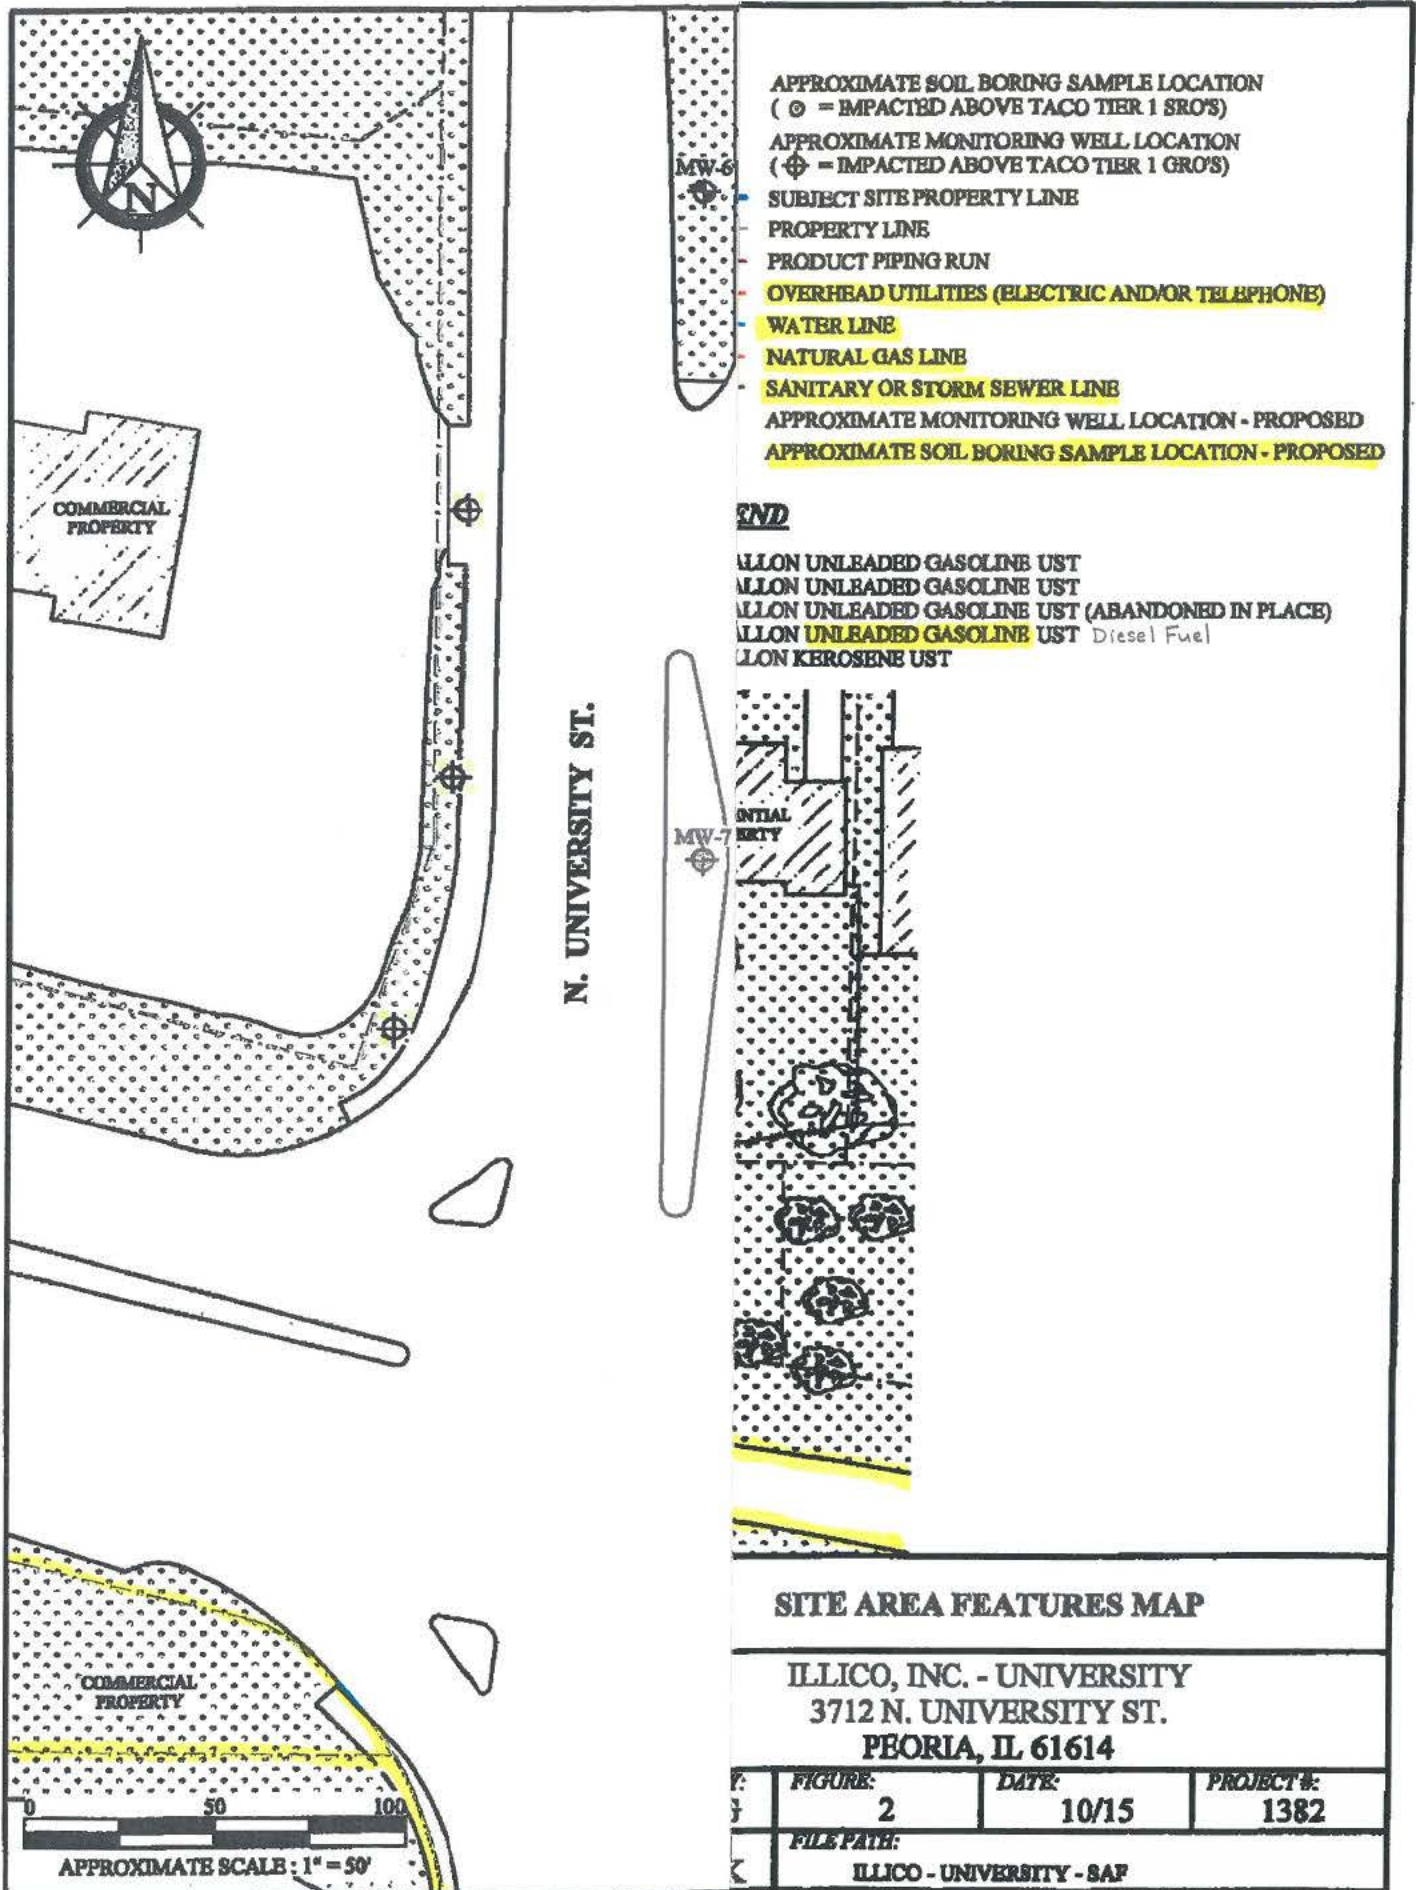 APPROXIMATE SOIL BORING SAMPLE LOCATION
( = IMPACTED ABOVE TACO TIER 1 SRO'S)
APPROXIMATE MONITORING WELL LOCATION
( = IMPACTED ABOVE TACO TIER 1 GRO'S)
SUBJECT SITE PROPERTY LINE
PROPERTY LINE
PRODUCT PIPING RUN
OVERHEAD UTILITIES (ELECTRIC AND/OR TELEPHONE)
WATER LINE
NATURAL GAS LINE
SANITARY OR STORM SEWER LINE
APPROXIMATE MONITORING WELL LOCATION - PROPOSED
APPROXIMATE SOIL BORING SAMPLE LOCATION - PROPOSED
N
MW-6
COMMERCIAL
PROPERTY
END
ALLON UNLEADED GASOLINE UST
ALLON UNLEADED GASOLINE UST
ALLON UNLEADED GASOLINE UST (ABANDONED IN PLACE)
ALLON UNLEADED GASOLINE UST Diesel Fuel
LLON KEROSENE UST
N. UNIVERSITY ST.
MW-7
NTIAL
ERTY
COMMERCIAL
PROPERTY
0 50 100
APPROXIMATE SCALE : 1" = 50'
SITE AREA FEATURES MAP
ILLICO, INC. - UNIVERSITY
3712 N. UNIVERSITY ST.
PEORIA, IL 61614
Y: FIGURE: DATE: PROJECT #:
G 2 10/15 1382
FILE PATH:
K ILLICO - UNIVERSITY - SAF